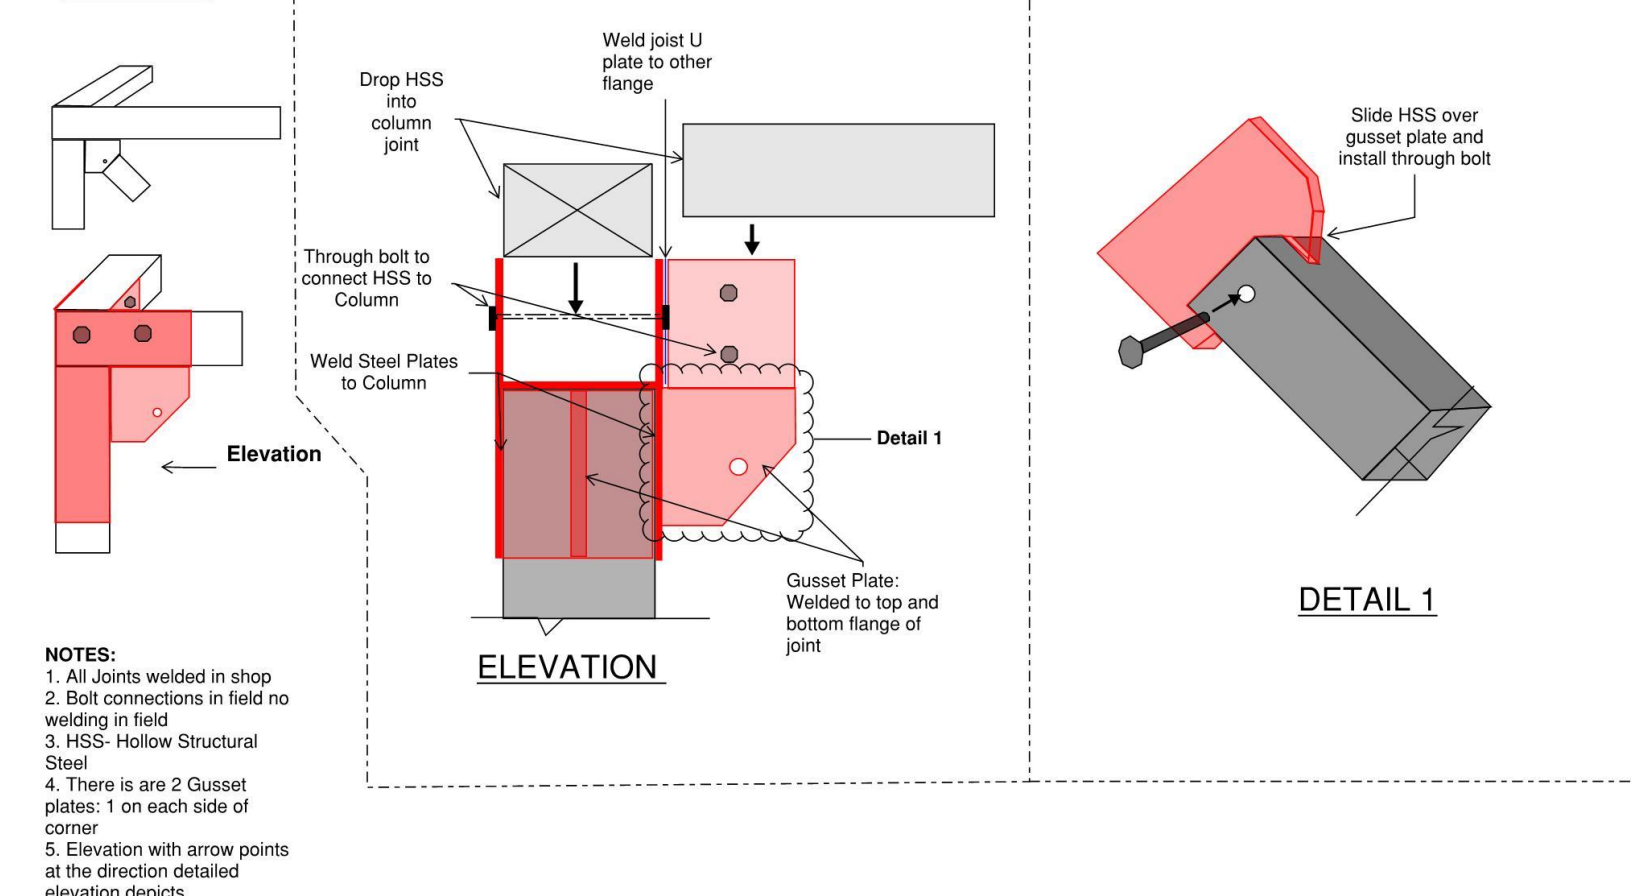 Weld joist U
plate to other
flange
Drop HSS
into
column
joint
Slide HSS over
gusset plate and
install through bolt
Through bolt to
connect HSS to
Column
Weld Steel Plates
to Column
Elevation
Detail 1
Gusset Plate:
Welded to top and
bottom flange of
joint
DETAIL 1
ELEVATION
NOTES:
1. All Joints welded in shop
2. Bolt connections in field no
welding in field
3. HSS- Hollow Structural
Steel
4. There is are 2 Gusset
plates: 1 on each side of
corner
5. Elevation with arrow points
at the direction detailed
elevation depicts